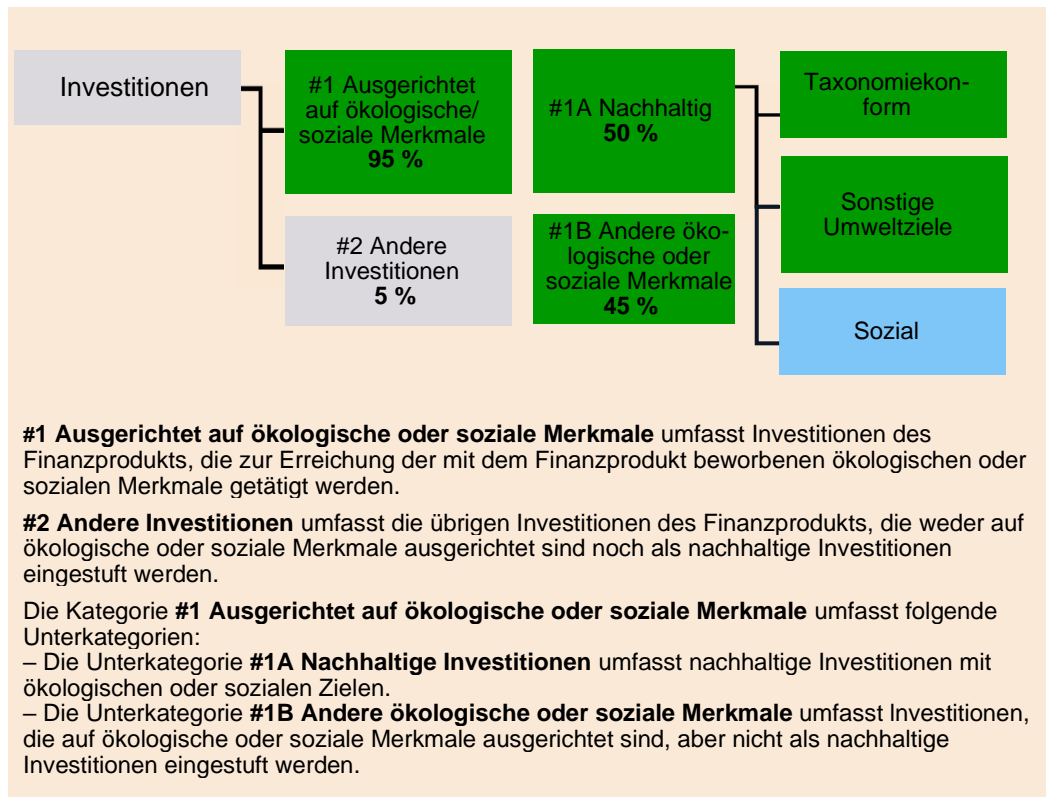 Investitionen
#1 Ausgerichtet
auf ökologische/
soziale Merkmale
95 %
#2 Andere
Investitionen
5 %
#1A Nachhaltig
50 %
#1B Andere öko-
logische oder
soziale Merkmale
45 %
Taxonomiekon-
form
Sonstige
Umweltziele
Sozial
#1 Ausgerichtet auf ökologische oder soziale Merkmale umfasst Investitionen des
Finanzprodukts, die zur Erreichung der mit dem Finanzprodukt beworbenen ökologischen oder
sozialen Merkmale getätigt werden.
#2 Andere Investitionen umfasst die übrigen Investitionen des Finanzprodukts, die weder auf
ökologische oder soziale Merkmale ausgerichtet sind noch als nachhaltige Investitionen
eingestuft werden.
Die Kategorie #1 Ausgerichtet auf ökologische oder soziale Merkmale umfasst folgende
Unterkategorien:
– Die Unterkategorie #1A Nachhaltige Investitionen umfasst nachhaltige Investitionen mit
ökologischen oder sozialen Zielen.
– Die Unterkategorie #1B Andere ökologische oder soziale Merkmale umfasst Investitionen,
die auf ökologische oder soziale Merkmale ausgerichtet sind, aber nicht als nachhaltige
Investitionen eingestuft werden.